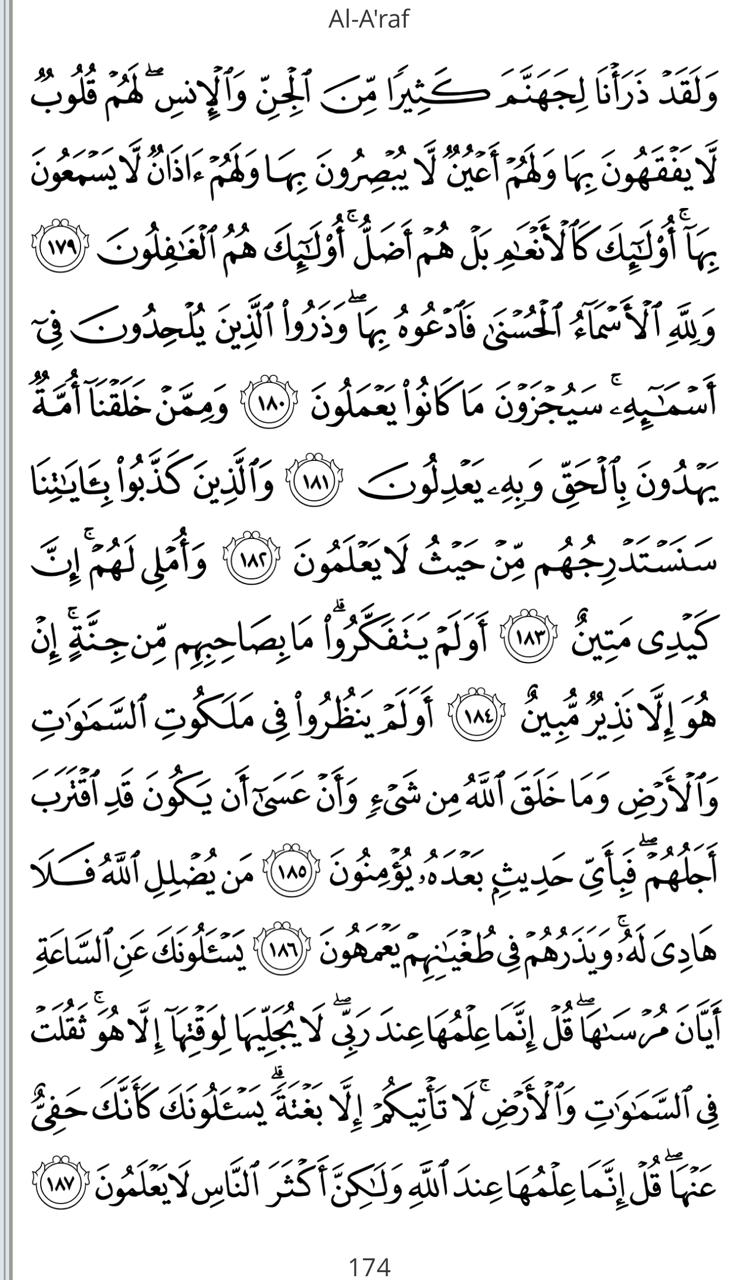 Al-A'raf
وَلَقَدۡ ذَرَأۡنَا لِجَهَنَّمَ كَثِيرٗا مِّنَ ٱلۡجِنِّ وَٱلۡإِنسِۖ لَهُمۡ قُلُوبٞ
لَّا يَفۡقَهُونَ بِهَا وَلَهُمۡ أَعۡيُنٞ لَّا يُبۡصِرُونَ بِهَا وَلَهُمۡ ءَاذَانٞ لَّا يَسۡمَعُونَ
بِهَآۚ أُوْلَٰٓئِكَ كَٱلۡأَنۡعَٰمِ بَلۡ هُمۡ أَضَلُّۚ أُوْلَٰٓئِكَ هُمُ ٱلۡغَٰفِلُونَ ١٧٩
وَلِلَّهِ ٱلۡأَسۡمَآءُ ٱلۡحُسۡنَىٰ فَٱدۡعُوهُ بِهَاۖ وَذَرُواْ ٱلَّذِينَ يُلۡحِدُونَ فِيٓ
أَسۡمَٰٓئِهِۦۚ سَيُجۡزَوۡنَ مَا كَانُواْ يَعۡمَلُونَ ١٨٠ وَمِمَّنۡ خَلَقۡنَآ أُمَّةٞ
يَهۡدُونَ بِٱلۡحَقِّ وَبِهِۦ يَعۡدِلُونَ ١٨١ وَٱلَّذِينَ كَذَّبُواْ بِـَٔايَٰتِنَا
سَنَسۡتَدۡرِجُهُم مِّنۡ حَيۡثُ لَا يَعۡلَمُونَ ١٨٢ وَأُمۡلِي لَهُمۡۚ إِنَّ
كَيۡدِي مَتِينٌ ١٨٣ أَوَلَمۡ يَتَفَكَّرُواْۗ مَا بِصَاحِبِهِم مِّن جِنَّةٍۚ إِنۡ
هُوَ إِلَّا نَذِيرٞ مُّبِينٌ ١٨٤ أَوَلَمۡ يَنظُرُواْ فِي مَلَكُوتِ ٱلسَّمَٰوَٰتِ
وَٱلۡأَرۡضِ وَمَا خَلَقَ ٱللَّهُ مِن شَيۡءٖ وَأَنۡ عَسَىٰٓ أَن يَكُونَ قَدِ ٱقۡتَرَبَ
أَجَلُهُمۡۖ فَبِأَيِّ حَدِيثِۭ بَعۡدَهُۥ يُؤۡمِنُونَ ١٨٥ مَن يُضۡلِلِ ٱللَّهُ فَلَا
هَادِيَ لَهُۥۚ وَيَذَرُهُمۡ فِي طُغۡيَٰنِهِمۡ يَعۡمَهُونَ ١٨٦ يَسۡـَٔلُونَكَ عَنِ ٱلسَّاعَةِ
أَيَّانَ مُرۡسَىٰهَاۖ قُلۡ إِنَّمَا عِلۡمُهَا عِندَ رَبِّيۖ لَا يُجَلِّيهَا لِوَقۡتِهَآ إِلَّا هُوَۚ ثَقُلَتۡ
فِي ٱلسَّمَٰوَٰتِ وَٱلۡأَرۡضِۚ لَا تَأۡتِيكُمۡ إِلَّا بَغۡتَةٗۗ يَسۡـَٔلُونَكَ كَأَنَّكَ حَفِيٌّ
عَنۡهَاۖ قُلۡ إِنَّمَا عِلۡمُهَا عِندَ ٱللَّهِ وَلَٰكِنَّ أَكۡثَرَ ٱلنَّاسِ لَا يَعۡلَمُونَ ١٨٧
174